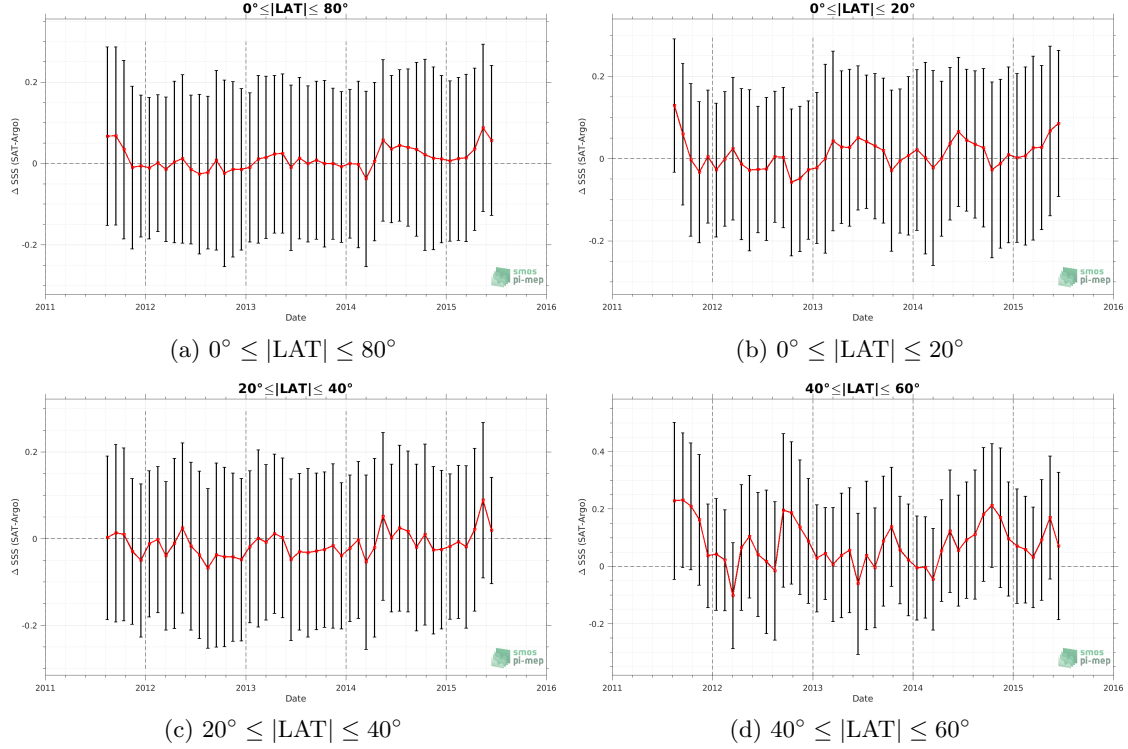 0°≤|LAT|≤ 80°
Δ SSS (SAT-Argo)
0.2
0
-0.2
2011 2012 2013 2014 2015 2016
Date
smos
pi-mep
(a) 0° ≤ |LAT| ≤ 80°
0°≤|LAT|≤ 20°
Δ SSS (SAT-Argo)
0.2
0
-0.2
2011 2012 2013 2014 2015 2016
Date
smos
pi-mep
(b) 0° ≤ |LAT| ≤ 20°
20°≤|LAT|≤ 40°
Δ SSS (SAT-Argo)
0.2
0
-0.2
2011 2012 2013 2014 2015 2016
Date
smos
pi-mep
(c) 20° ≤ |LAT| ≤ 40°
40°≤|LAT|≤ 60°
Δ SSS (SAT-Argo)
0.4
0.2
0
-0.2
2011 2012 2013 2014 2015 2016
Date
smos
pi-mep
(d) 40° ≤ |LAT| ≤ 60°